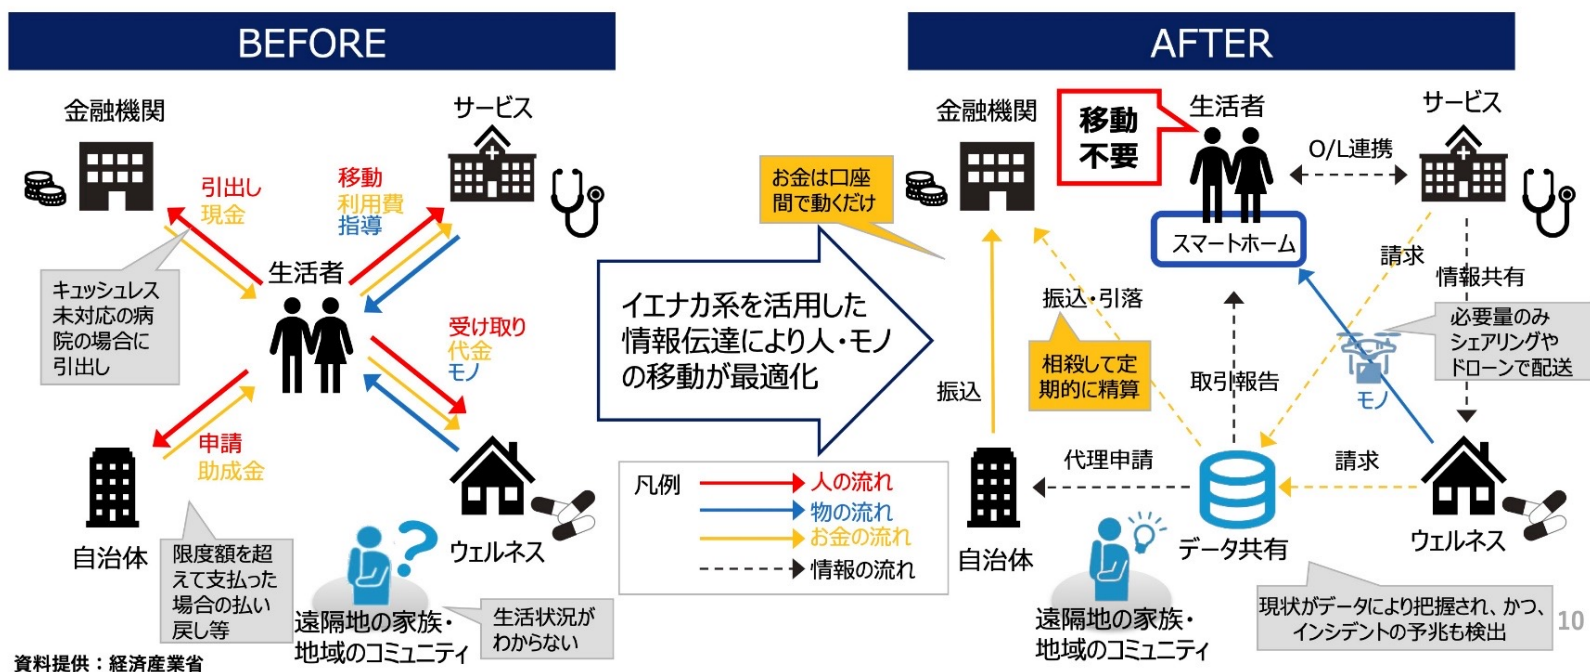 BEFORE
金融機関
サービス
引出し
現金
移動
利用費
指導
生活者
キュッシュレス
未対応の病
院の場合に
引出し
受け取り
代金
モノ
申請
助成金
自治体
ウェルネス
限度額を超
えて支払った
場合の払い
戻し等
遠隔地の家族・
地域のコミュニティ
生活状況が
わからない
資料提供：経済産業省
イエナカ系を活用した
情報伝達により人・モノ
の移動が最適化
凡例
人の流れ
物の流れ
お金の流れ
情報の流れ
AFTER
金融機関
移動
不要
生活者
サービス
O/L連携
お金は口座
間で動くだけ
スマートホーム
請求
情報共有
振込・引落
必要量のみ
シェアリングや
ドローンで配送
相殺して定
期的に精算
取引報告
モノ
振込
代理申請
請求
自治体
データ共有
ウェルネス
遠隔地の家族・
地域のコミュニティ
現状がデータにより把握され、かつ、
インシデントの予兆も検出
10